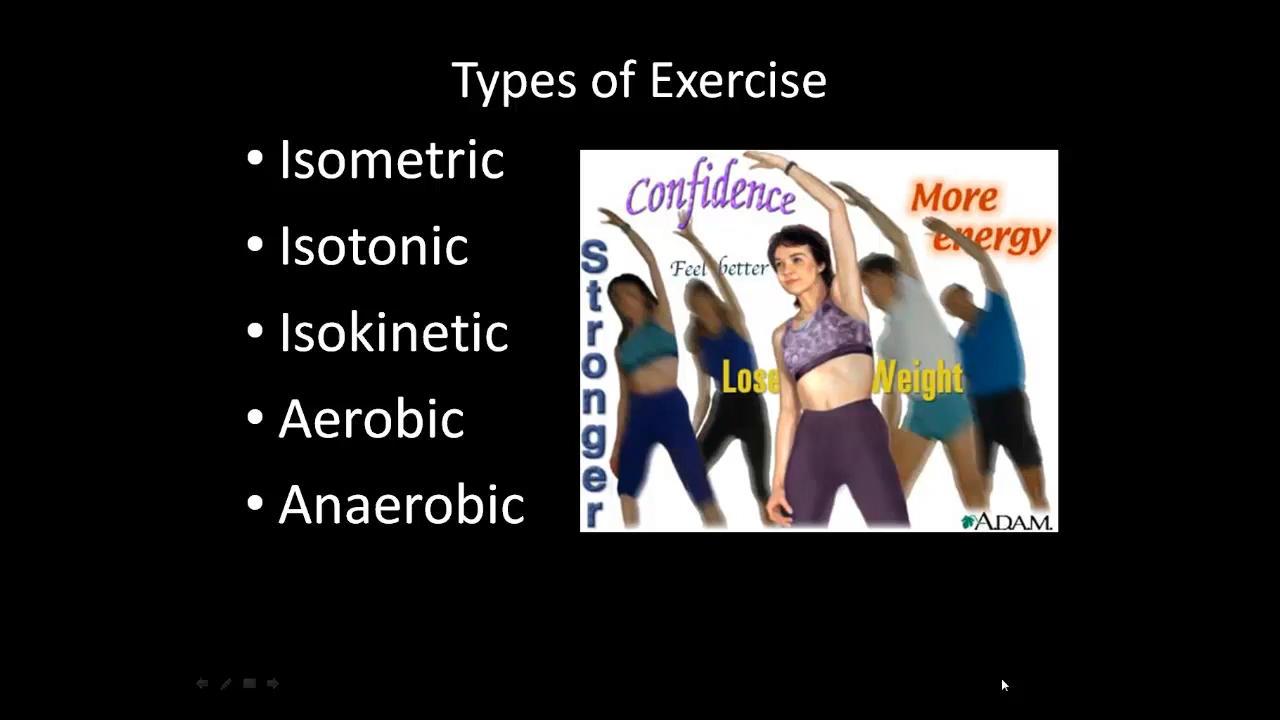 Types of Exercise
• Isometric
• Isotonic
• Isokinetic
• Aerobic
• Anaerobic
Confidence
More
energy
Stronger
Feel better
Lose Weight
A.D.A.M.